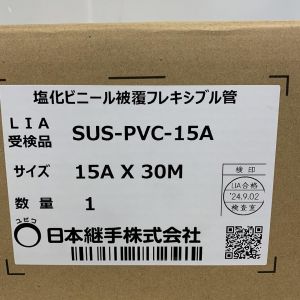 塩化ビニール被覆フレキシブル管
LIA
受検品
SUS-PVC-15A
サイズ 15A X 30M
数量 1
検印
LIA合格
'24.9.02
検査室
日本継手株式会社